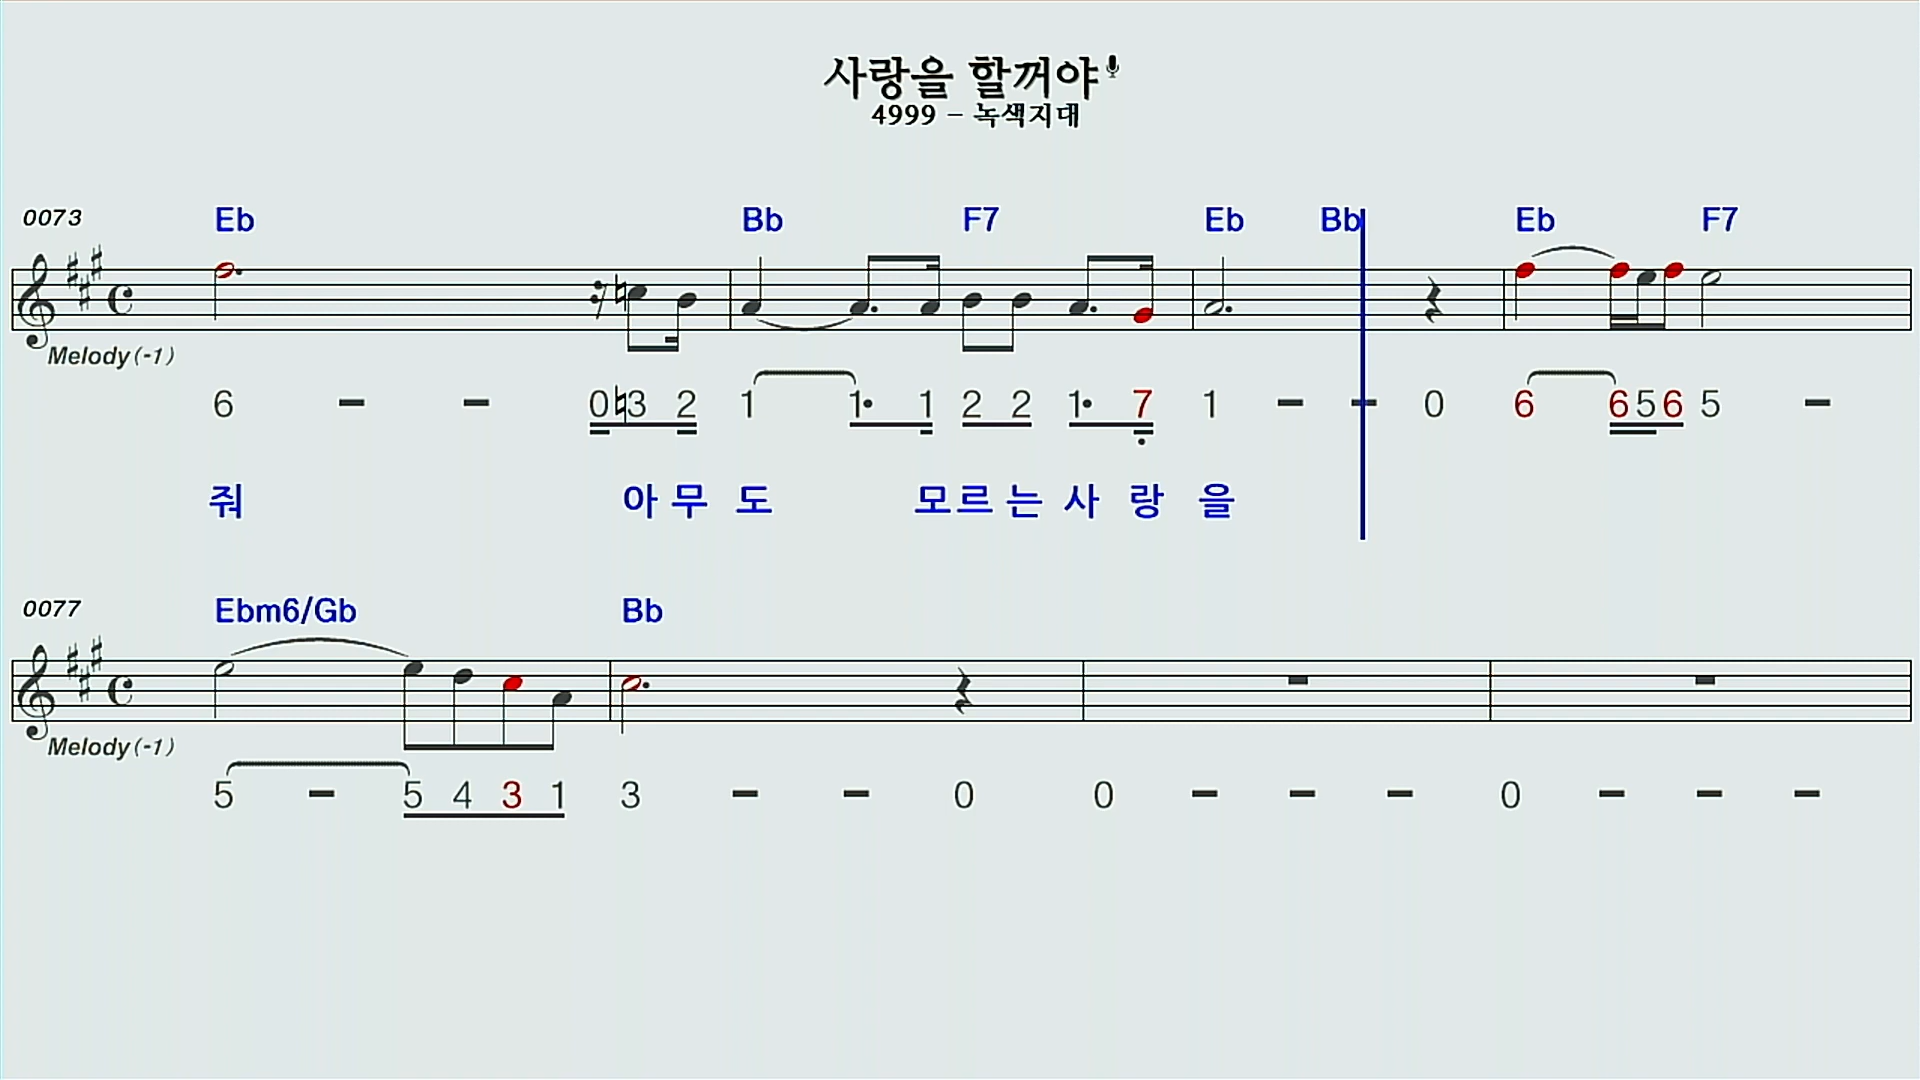 사랑을 할꺼야
4999 - 녹색지대
0073 Eb Bb F7 Eb Bb Eb F7
Melody(-1)
6 - - 0 ♮3 2 1 1· 1 2 2 1· 7 1 - - 0 6 6 5 6 5 -
줘 아 무 도 모 르 는 사 랑 을
0077 Ebm6/Gb Bb
Melody(-1)
5 - 5 4 3 1 3 - - 0 0 - - - 0 - - -